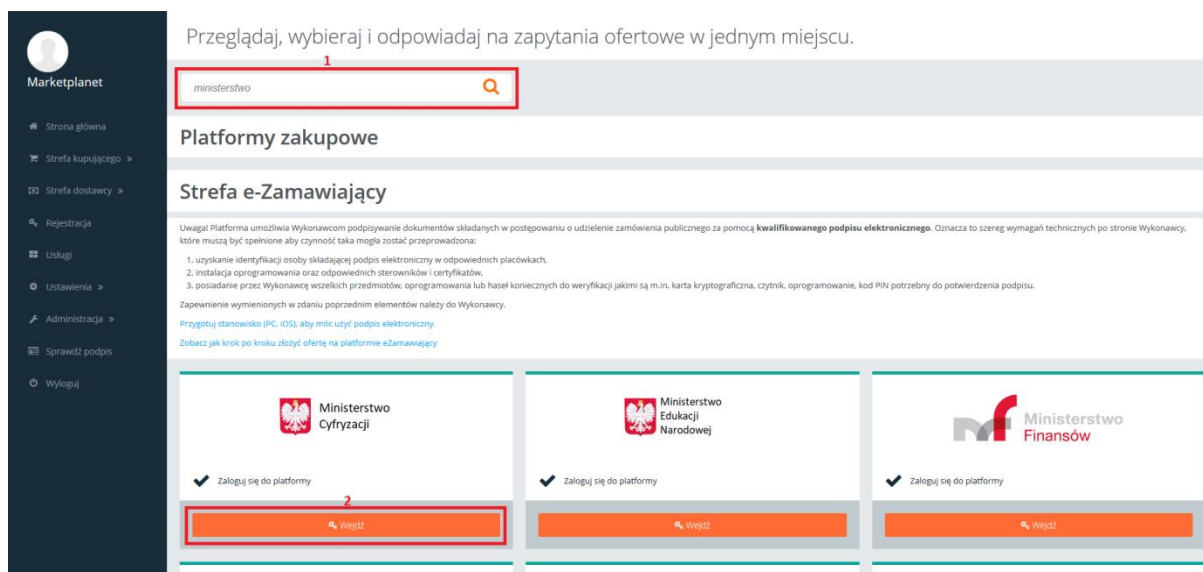 Marketplanet
Strona główna
Strefa kupującego »
Strefa dostawcy »
Rejestracja
Usługi
Ustawienia »
Administracja »
Sprawdź podpis
Wyloguj
Przeglądaj, wybieraj i odpowiadaj na zapytania ofertowe w jednym miejscu.
1
ministerstwo
Platformy zakupowe
Strefa e-Zamawiający
Uwaga! Platforma umożliwia Wykonawcom podpisywanie dokumentów składanych w postępowaniu o udzielenie zamówienia publicznego za pomocą kwalifikowanego podpisu elektronicznego. Oznacza to szereg wymagań technicznych po stronie Wykonawcy,
które muszą być spełnione aby czynność taka mogła zostać przeprowadzona:
1. uzyskanie identyfikacji osoby składającej podpis elektroniczny w odpowiednich placówkach,
2. instalacja oprogramowania oraz odpowiednich sterowników i certyfikatów,
3. posiadanie przez Wykonawcę wszelkich przedmiotów, oprogramowania lub haseł koniecznych do weryfikacji jakimi są m.in. karta kryptograficzna, czytnik, oprogramowanie, kod PIN potrzebny do potwierdzenia podpisu.
Zapewnienie wymienionych w zdaniu poprzednim elementów należy do Wykonawcy.
Przygotuj stanowisko (PC, iOS), aby móc użyć podpis elektroniczny.
Zobacz jak krok po kroku złożyć ofertę na platformie eZamawiający
Ministerstwo
Cyfryzacji
Zaloguj się do platformy
2
Wejdź
Ministerstwo
Edukacji
Narodowej
Zaloguj się do platformy
Wejdź
mf Ministerstwo
Finansów
Zaloguj się do platformy
Wejdź